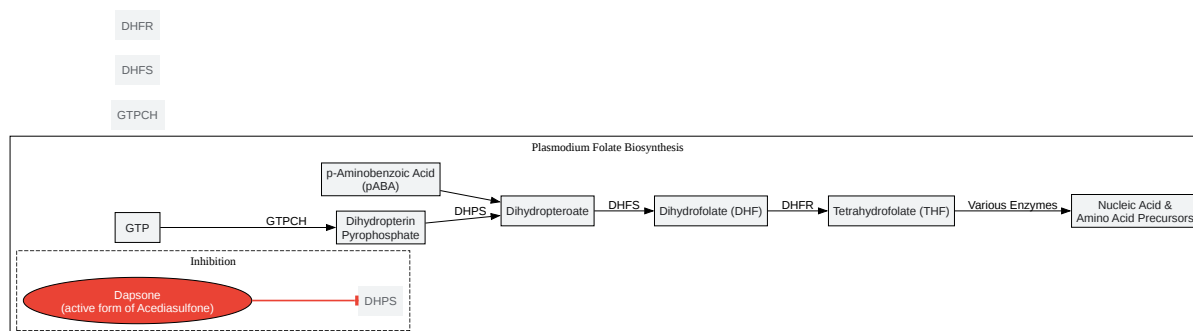 DHFR
DHFS
GTPCH
Plasmodium Folate Biosynthesis
p-Aminobenzoic Acid
(pABA)
GTP
GTPCH
Dihydropterin
Pyrophosphate
DHPS
Dihydropteroate
DHFS
Dihydrofolate (DHF)
DHFR
Tetrahydrofolate (THF)
Various Enzymes
Nucleic Acid &
Amino Acid Precursors
Inhibition
Dapsone
(active form of Acediasulfone)
DHPS